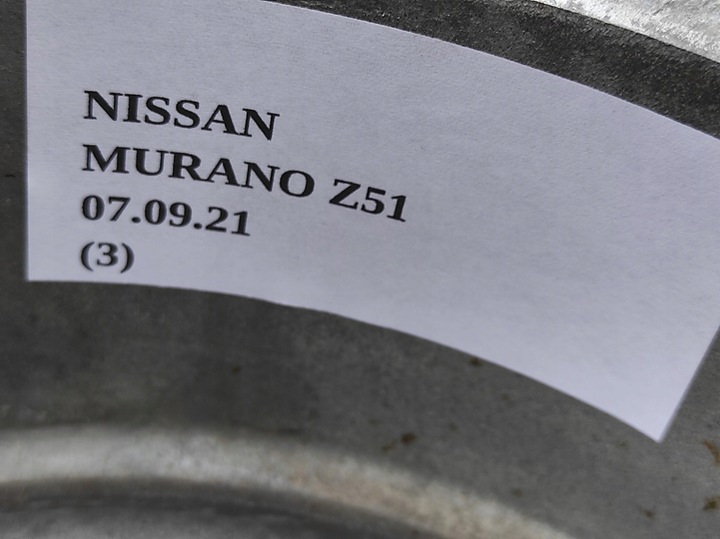 NISSAN
MURANO Z51
07.09.21
(3)